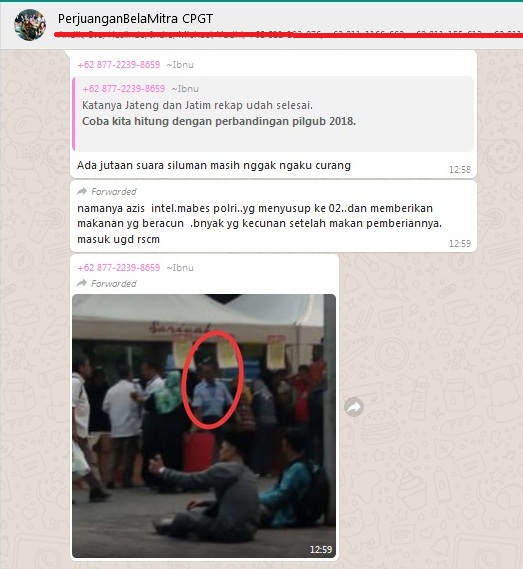 PerjuanganBelaMitra CPGT
+62 877-2239-8659 ~Ibnu
+62 877-2239-8659 ~Ibnu
Katanya Jateng dan Jatim rekap udah selesai.
Coba kita hitung dengan perbandingan pilgub 2018.
Ada jutaan suara siluman masih nggak ngaku curang
12:58
Forwarded
namanya azis intel.mabes polri..yg menyusup ke 02..dan memberikan
makanan yg beracun .bnyak yg kecunan setelah makan pemberiannya.
masuk ugd rscm
12:59
+62 877-2239-8659 ~Ibnu
Forwarded
12:59